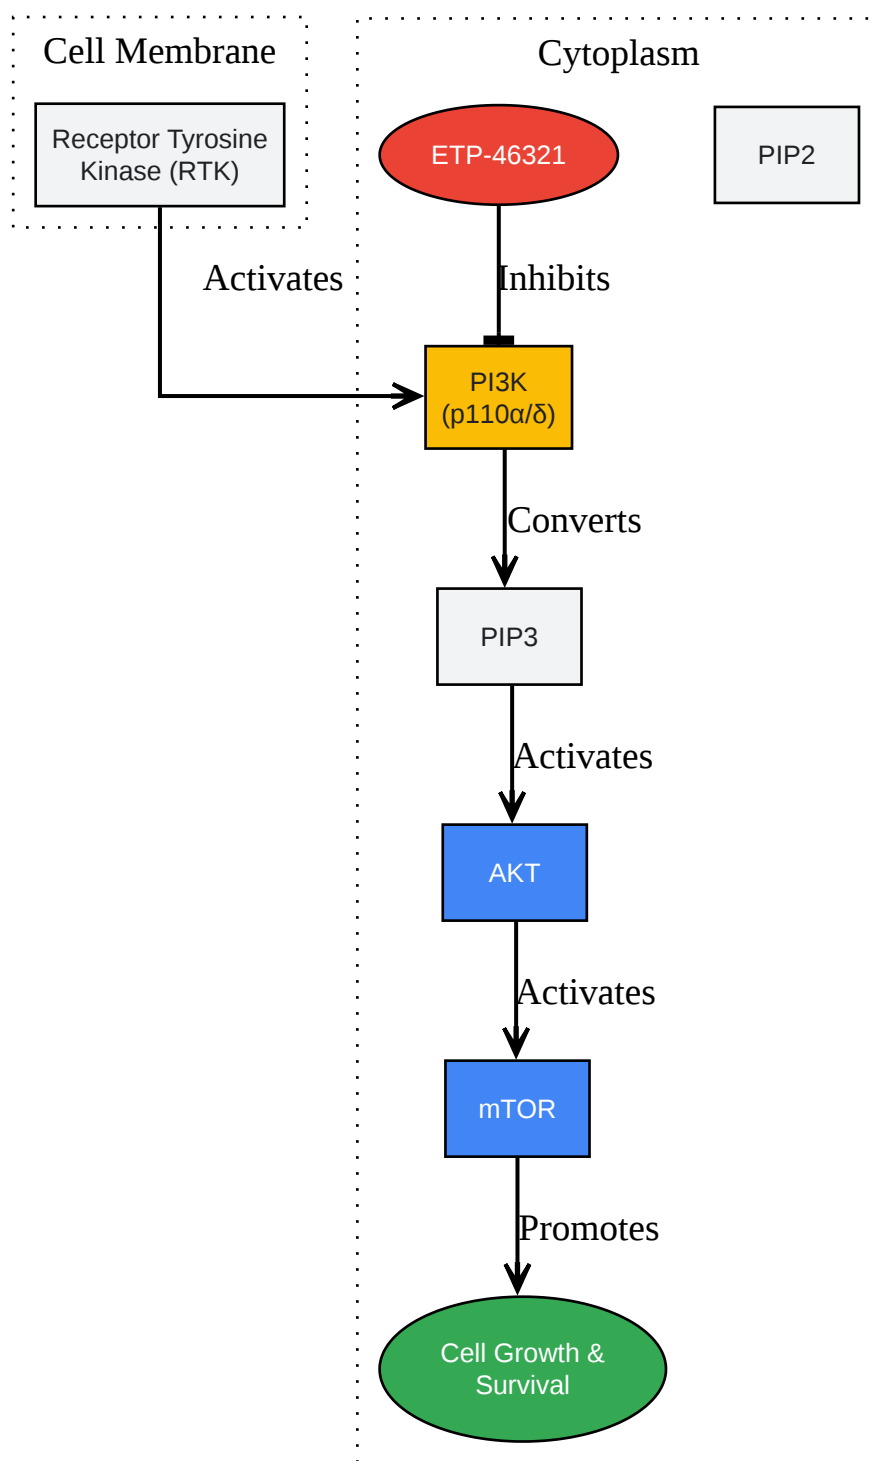 Cell Membrane
Cytoplasm
Receptor Tyrosine
Kinase (RTK)
ETP-46321
PIP2
Activates
Inhibits
PI3K
(p110α/δ)
Converts
PIP3
Activates
AKT
Activates
mTOR
Promotes
Cell Growth &
Survival